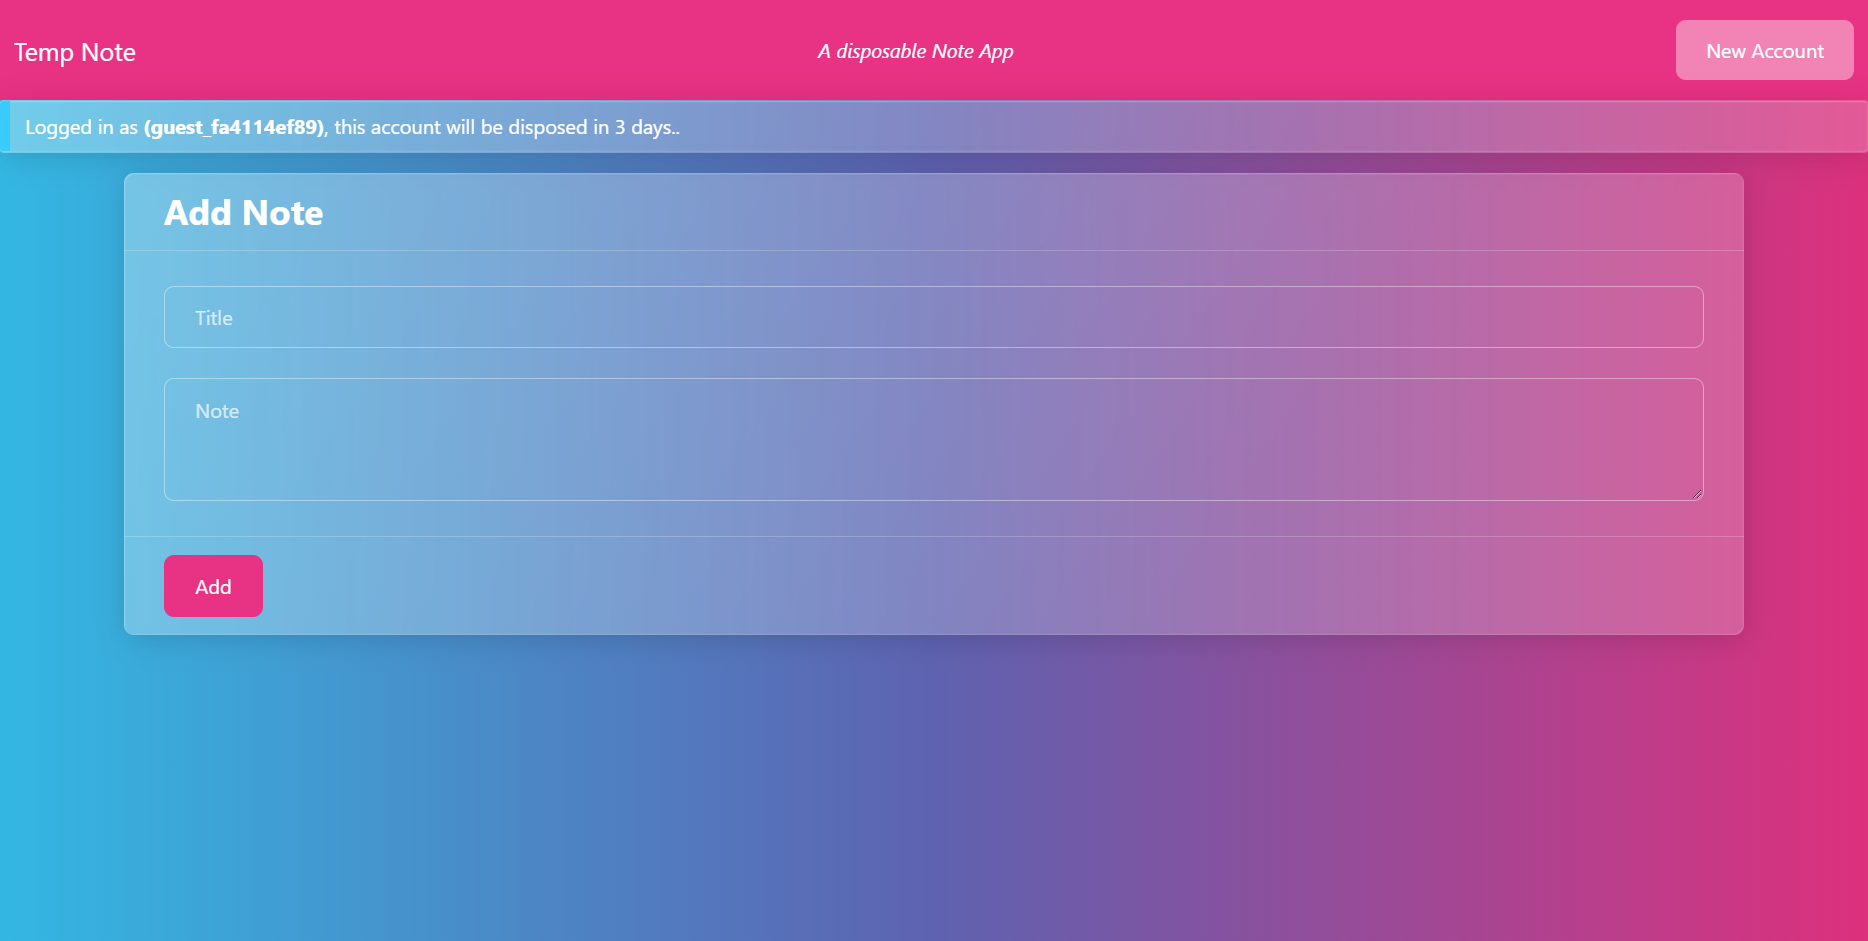 Temp Note
A disposable Note App
New Account
Logged in as (guest_fa4114ef89), this account will be disposed in 3 days..
Add Note
Title
Note
Add